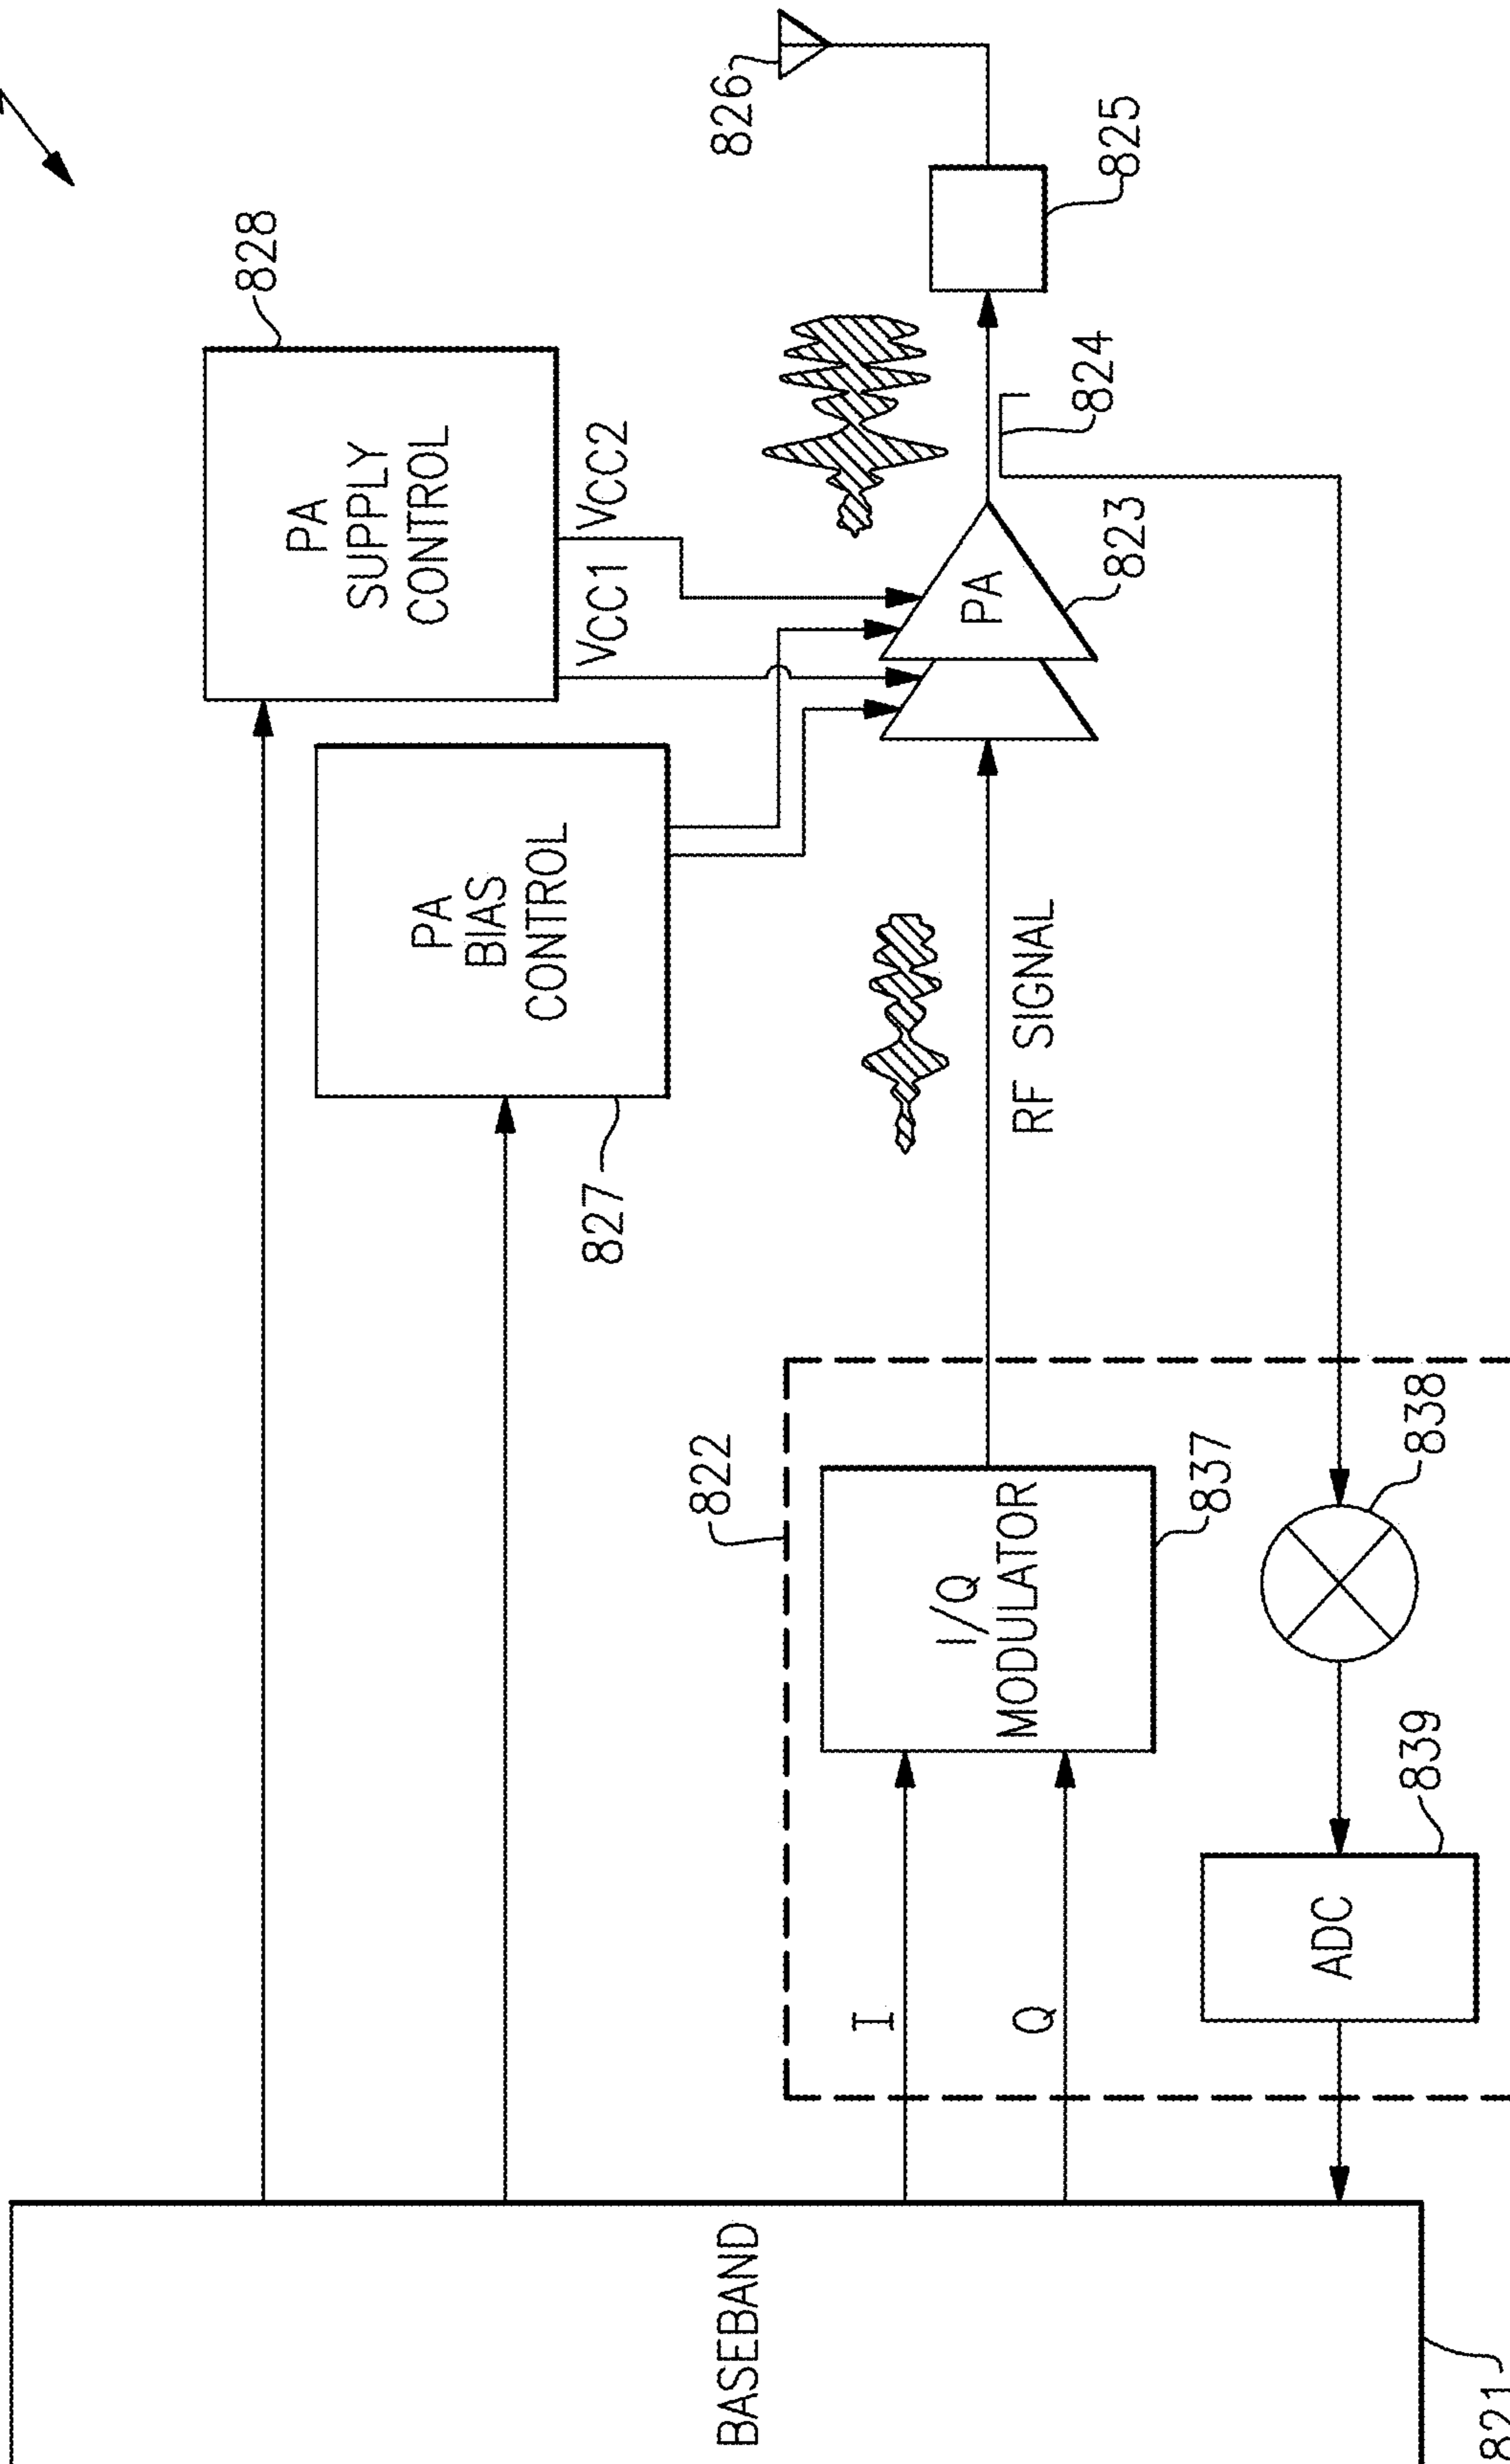 828
PA
SUPPLY
CONTROL
VCC1
VCC2
PA
BIAS
CONTROL
827
826
825
824
PA
823
RF SIGNAL
822
I/Q
MODULATOR
837
838
839
ADC
I
Q
BASEBAND
821